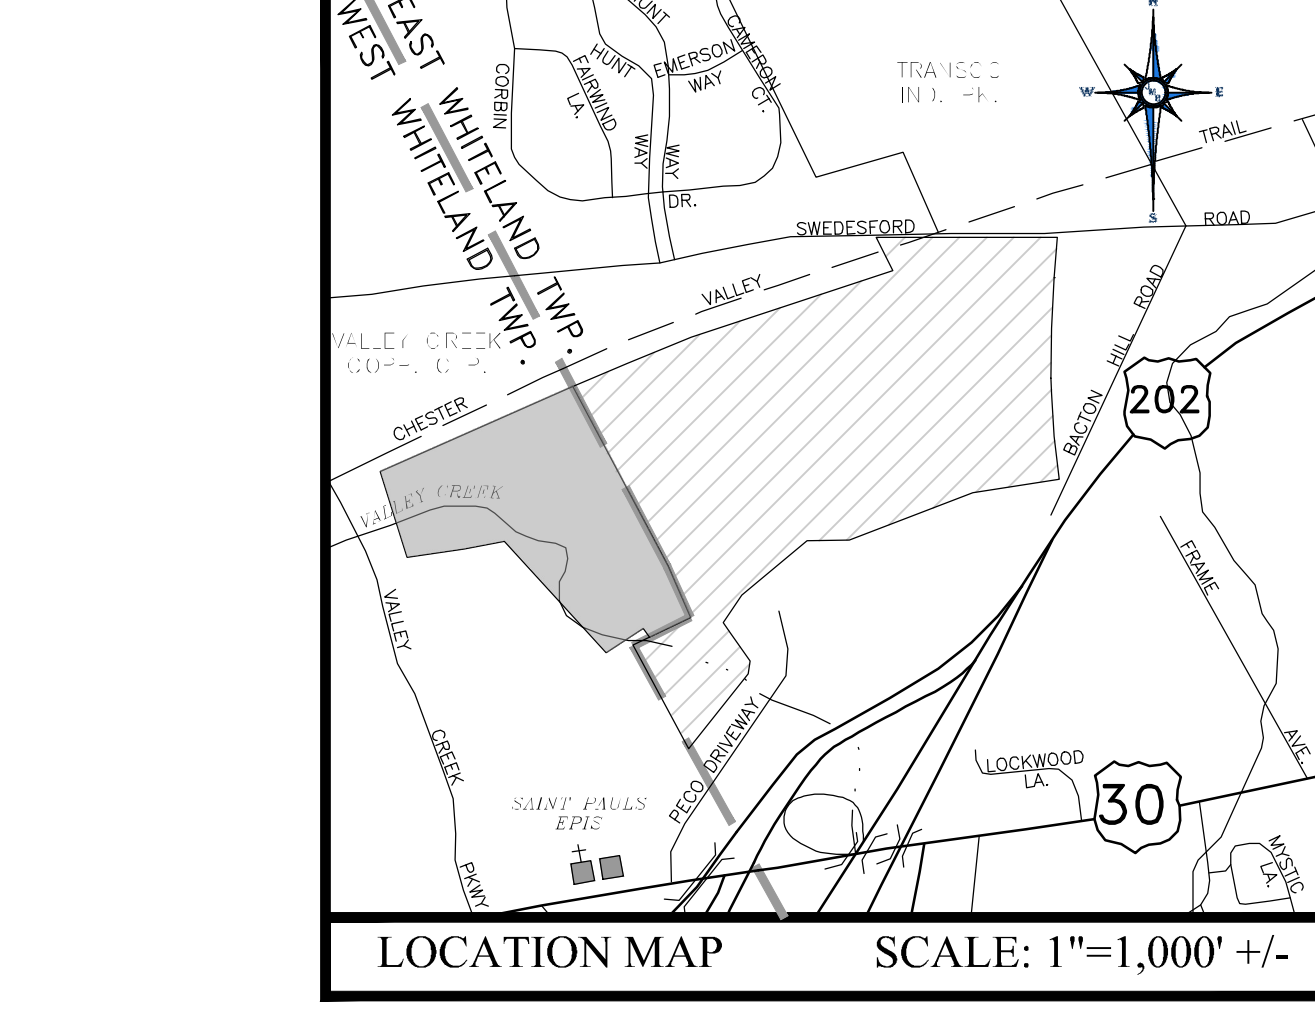 EAST WHITELAND TWP.
WEST WHITELAND TWP.
CORBIN
FAIRWIND
LA.
HUNT
WAY
EMERSON
WAY
CAMERON
CT.
WAY
DR.
IND. PK.
N
W
E
S
TRAIL
SWEDESFORD
ROAD
VALLEY
CHESTER
VALLEY CREEK
VALLEY CREEK
BACTON HILL ROAD
202
VALLEY
CREEK
PKWY
FRAME
AVE.
PECO DRIVEWAY
LOCKWOOD
LA.
30
SAINT PAULS
EPIS
MYSTIC
LA.
LOCATION MAP
SCALE: 1"=1,000' +/-